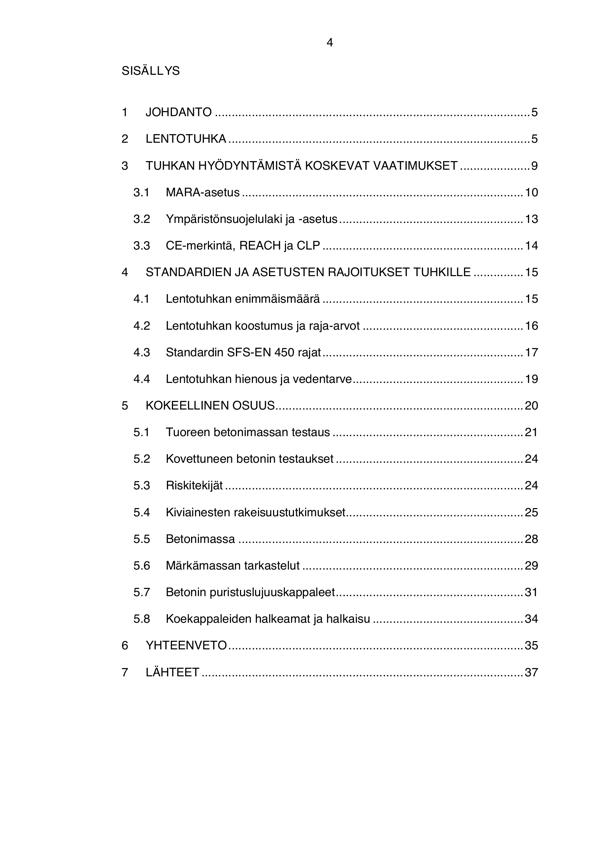 4
SISÄLLYS
1 JOHDANTO ................................................................................................ 5
2 LENTOTUHKA ............................................................................................ 5
3 TUHKAN HYÖDYNTÄMISTÄ KOSKEVAT VAATIMUKSET ..................... 9
3.1 MARA-asetus ..................................................................................... 10
3.2 Ympäristönsuojelulaki ja -asetus ....................................................... 13
3.3 CE-merkintä, REACH ja CLP ............................................................ 14
4 STANDARDIEN JA ASETUSTEN RAJOITUKSET TUHKILLE ............... 15
4.1 Lentotuhkan enimmäismäärä ............................................................ 15
4.2 Lentotuhkan koostumus ja raja-arvot ................................................ 16
4.3 Standardin SFS-EN 450 rajat ............................................................ 17
4.4 Lentotuhkan hienous ja vedentarve ................................................... 19
5 KOKEELLINEN OSUUS .......................................................................... 20
5.1 Tuoreen betonimassan testaus ......................................................... 21
5.2 Kovettuneen betonin testaukset ........................................................ 24
5.3 Riskitekijät ......................................................................................... 24
5.4 Kiviainesten rakeisuustutkimukset ..................................................... 25
5.5 Betonimassa ..................................................................................... 28
5.6 Märkämassan tarkastelut .................................................................. 29
5.7 Betonin puristuslujuuskappaleet ........................................................ 31
5.8 Koekappaleiden halkeamat ja halkaisu ............................................. 34
6 YHTEENVETO ........................................................................................ 35
7 LÄHTEET ................................................................................................ 37